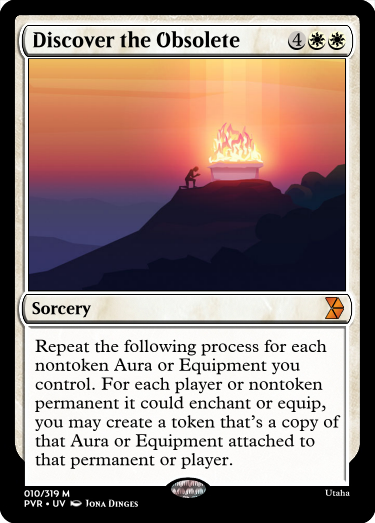 Discover the Obsolete 4
Sorcery
Repeat the following process for each
nontoken Aura or Equipment you
control. For each player or nontoken
permanent it could enchant or equip,
you may create a token that's a copy of
that Aura or Equipment attached to
that permanent or player.
010/319 M
Utaha
PVR • UV Jona Dinges